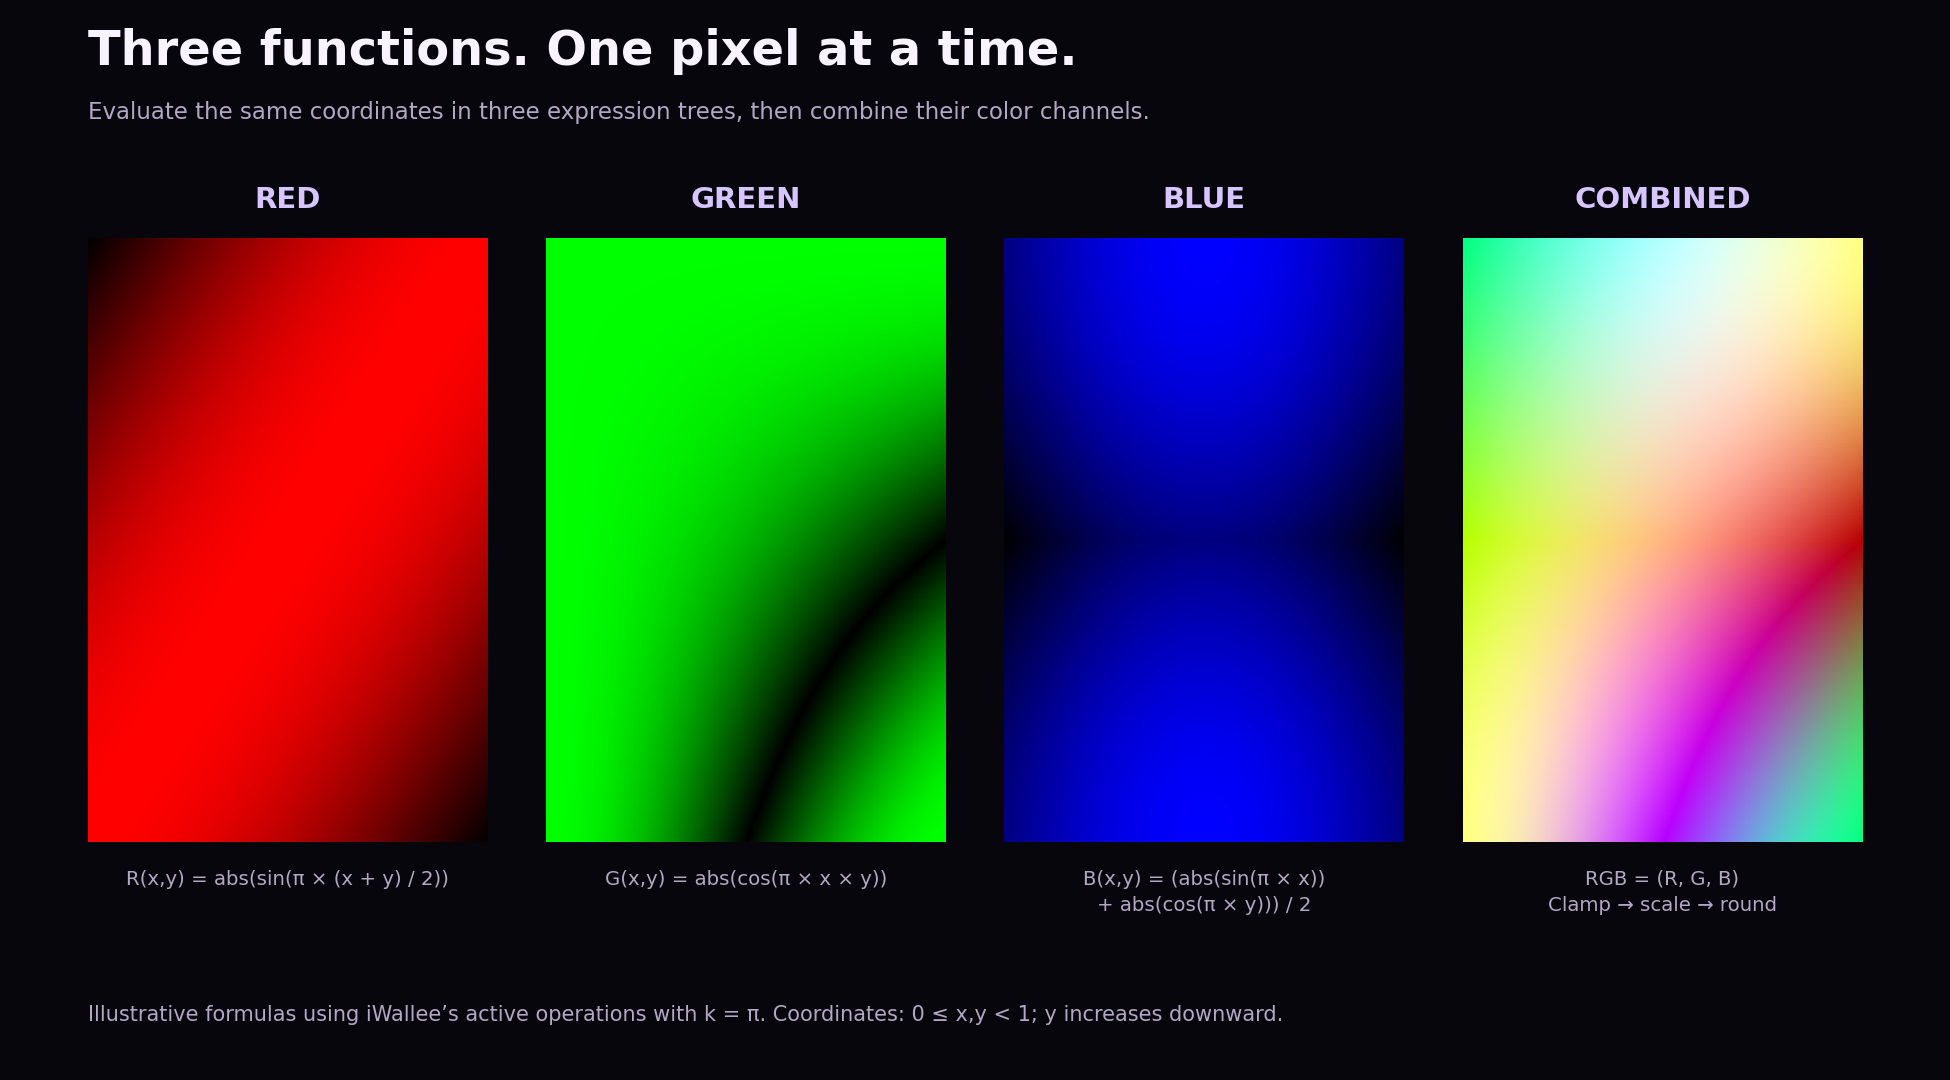 Three functions. One pixel at a time.
Evaluate the same coordinates in three expression trees, then combine their color channels.
RED
GREEN
BLUE
COMBINED
R(x,y) = abs(sin(π × (x + y) / 2))
G(x,y) = abs(cos(π × x × y))
B(x,y) = (abs(sin(π × x))
+ abs(cos(π × y))) / 2
RGB = (R, G, B)
Clamp → scale → round
Illustrative formulas using iWallee’s active operations with k = π. Coordinates: 0 ≤ x,y < 1; y increases downward.